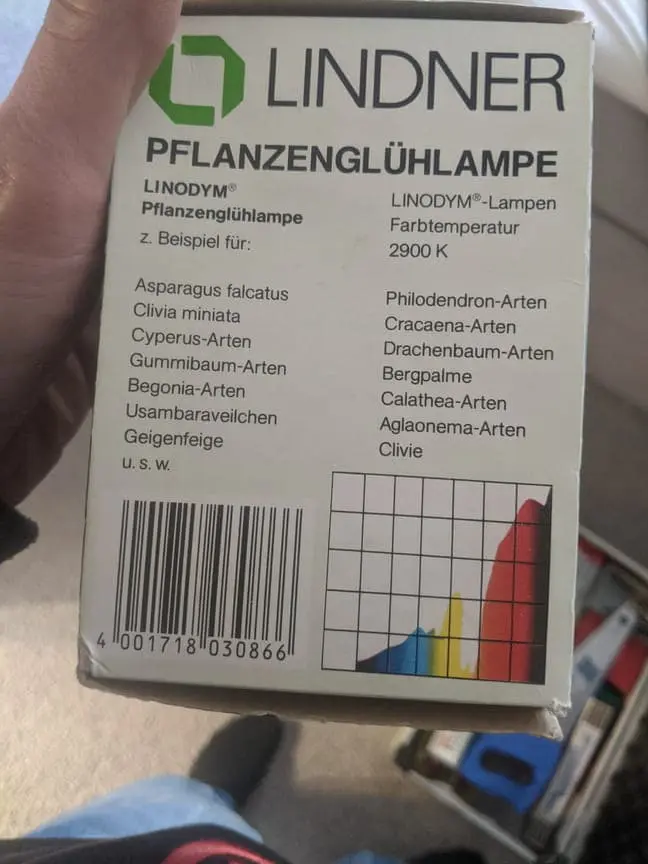 LINDNER
PFLANZENGLÜHLAMPE
LINODYM®
Pflanzenglühlampe
z. Beispiel für:
Asparagus falcatus
Clivia miniata
Cyperus-Arten
Gummibaum-Arten
Begonia-Arten
Usambaraveilchen
Geigenfeige
u. s. w.
LINODYM®-Lampen
Farbtemperatur
2900 K
Philodendron-Arten
Cracaena-Arten
Drachenbaum-Arten
Bergpalme
Calathea-Arten
Aglaonema-Arten
Clivie
4 001718 030866